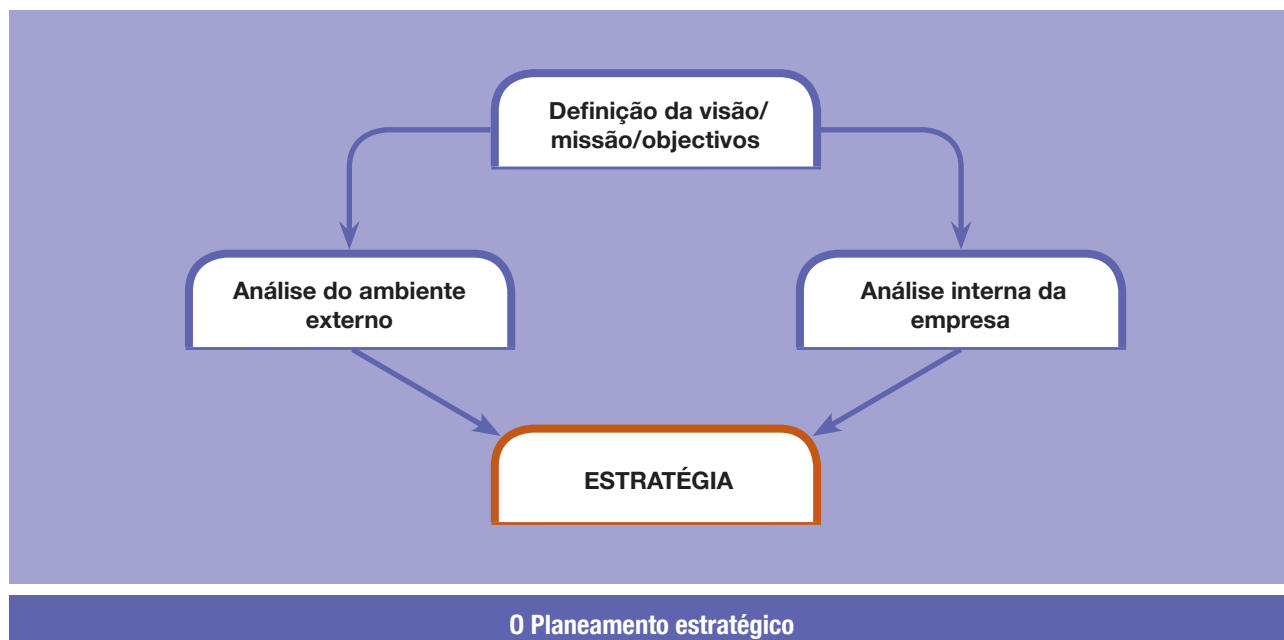 Definição da visão/
missão/objectivos
Análise do ambiente
externo
Análise interna da
empresa
ESTRATÉGIA
O Planeamento estratégico